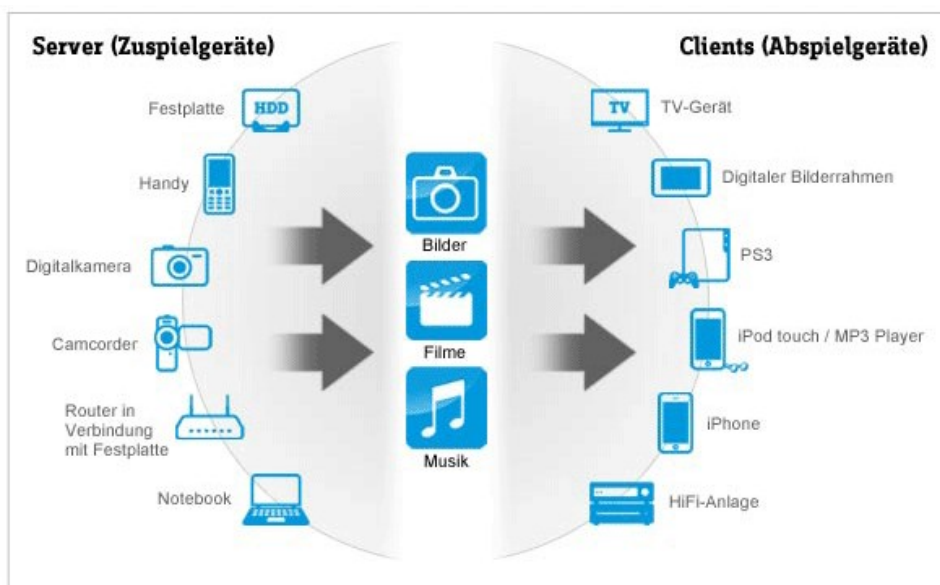 Server (Zuspielgeräte)
Festplatte
HDD
Handy
Digitalkamera
Camcorder
Router in
Verbindung
mit Festplatte
Notebook
Bilder
Filme
Musik
Clients (Abspielgeräte)
TV
TV-Gerät
Digitaler Bilderrahmen
PS3
iPod touch / MP3 Player
iPhone
HiFi-Anlage